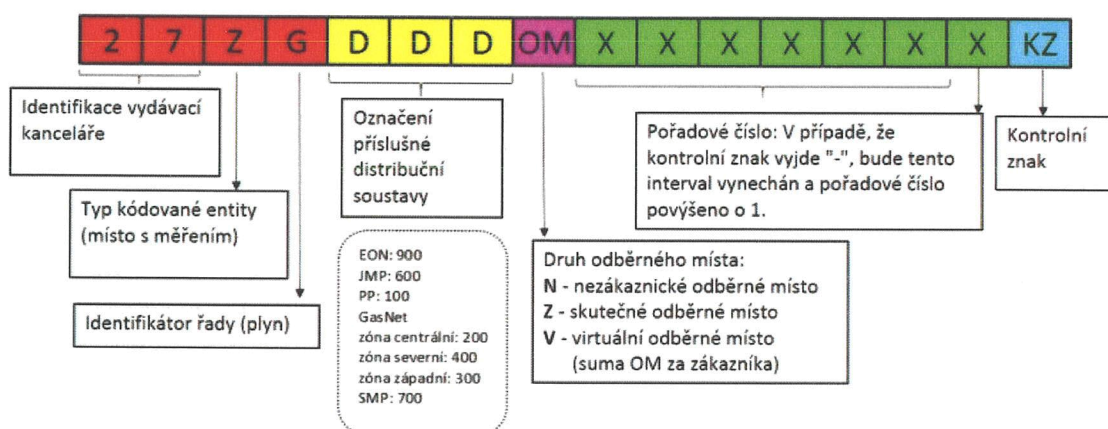 2 7 Z G D D D OM X X X X X X X KZ
Identifikace vydávací
kanceláře
Typ kódované entity
(místo s měřením)
Identifikátor řady (plyn)
Označení
příslušné
distribuční
soustavy
EON: 900
JMP: 600
PP: 100
GasNet
zóna centrální: 200
zóna severní: 400
zóna západní: 300
SMP: 700
Pořadové číslo: V případě, že
kontrolní znak vyjde "-", bude tento
interval vynechán a pořadové číslo
povýšeno o 1.
Druh odběrného místa:
N - nezákaznické odběrné místo
Z - skutečné odběrné místo
V - virtuální odběrné místo
(suma OM za zákazníka)
Kontrolní
znak